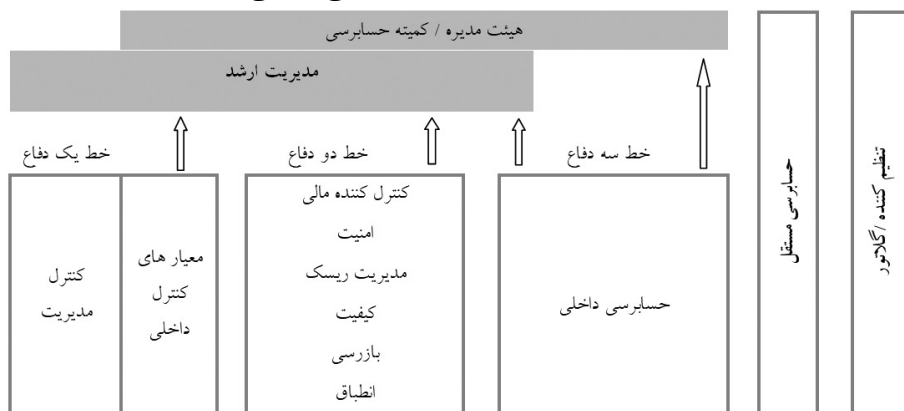 هیئت مدیره / کمیته حسابرسی
مدیریت ارشد
خط یک دفاع
خط دو دفاع
خط سه دفاع
کنترل
مدیریت
معیار های
کنترل
داخلی
کنترل کننده مالی
امنیت
مدیریت ریسک
کیفیت
بازرسی
انطباق
حسابرسی داخلی
حسابرسی مستقل
تنظیم کننده /گلاتور